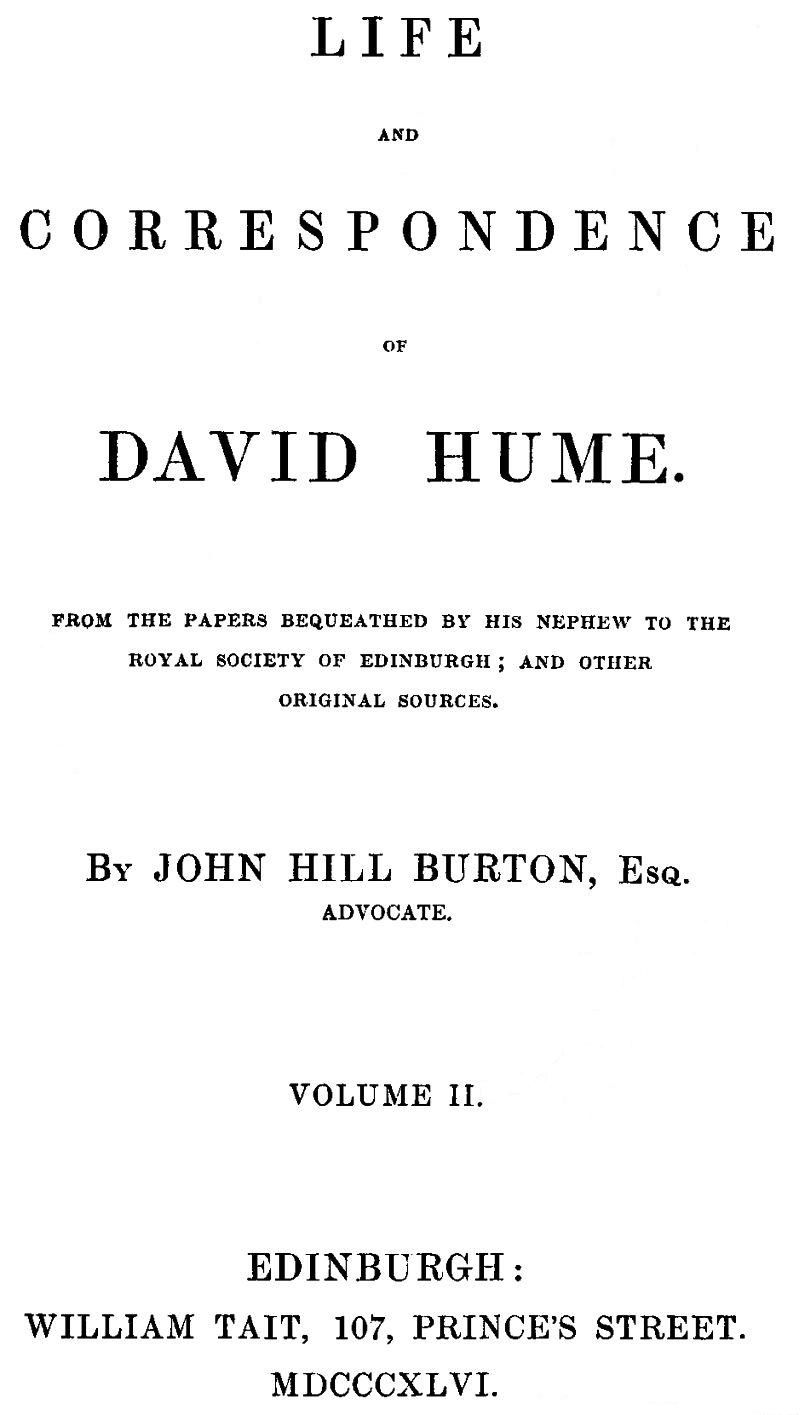 LIFE
AND
CORRESPONDENCE
OF
DAVID HUME.
FROM THE PAPERS BEQUEATHED BY HIS NEPHEW TO THE
ROYAL SOCIETY OF EDINBURGH; AND OTHER
ORIGINAL SOURCES.
By JOHN HILL BURTON, Esq.
ADVOCATE.
VOLUME II.
EDINBURGH:
WILLIAM TAIT, 107, PRINCE'S STREET.
MDCCCXLVI.